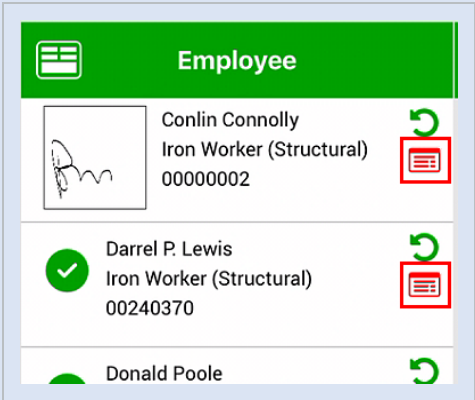 Employee
Conlin Connolly
Iron Worker (Structural)
00000002
Darrel P. Lewis
Iron Worker (Structural)
00240370
Donald Poole